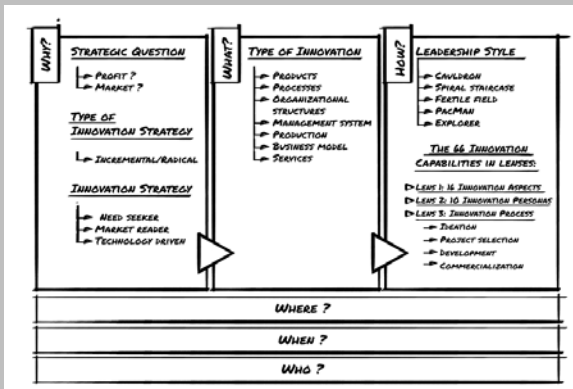 WHY?
STRATEGIC QUESTION
PROFIT ?
MARKET ?
TYPE OF
INNOVATION STRATEGY
INCREMENTAL/RADICAL
INNOVATION STRATEGY
NEED SEEKER
MARKET READER
TECHNOLOGY DRIVEN
WHAT?
TYPE OF INNOVATION
PRODUCTS
PROCESSES
ORGANIZATIONAL
STRUCTURES
MANAGEMENT SYSTEM
PRODUCTION
BUSINESS MODEL
SERVICES
HOW?
LEADERSHIP STYLE
CAULDRON
SPIRAL STAIRCASE
FERTILE FIELD
PACMAN
EXPLORER
THE 66 INNOVATION
CAPABILITIES IN LENSES:
LENS 1: 16 INNOVATION ASPECTS
LENS 2: 10 INNOVATION PERSONAS
LENS 3: INNOVATION PROCESS
IDEATION
PROJECT SELECTION
DEVELOPMENT
COMMERCIALIZATION
WHERE ?
WHEN ?
WHO ?